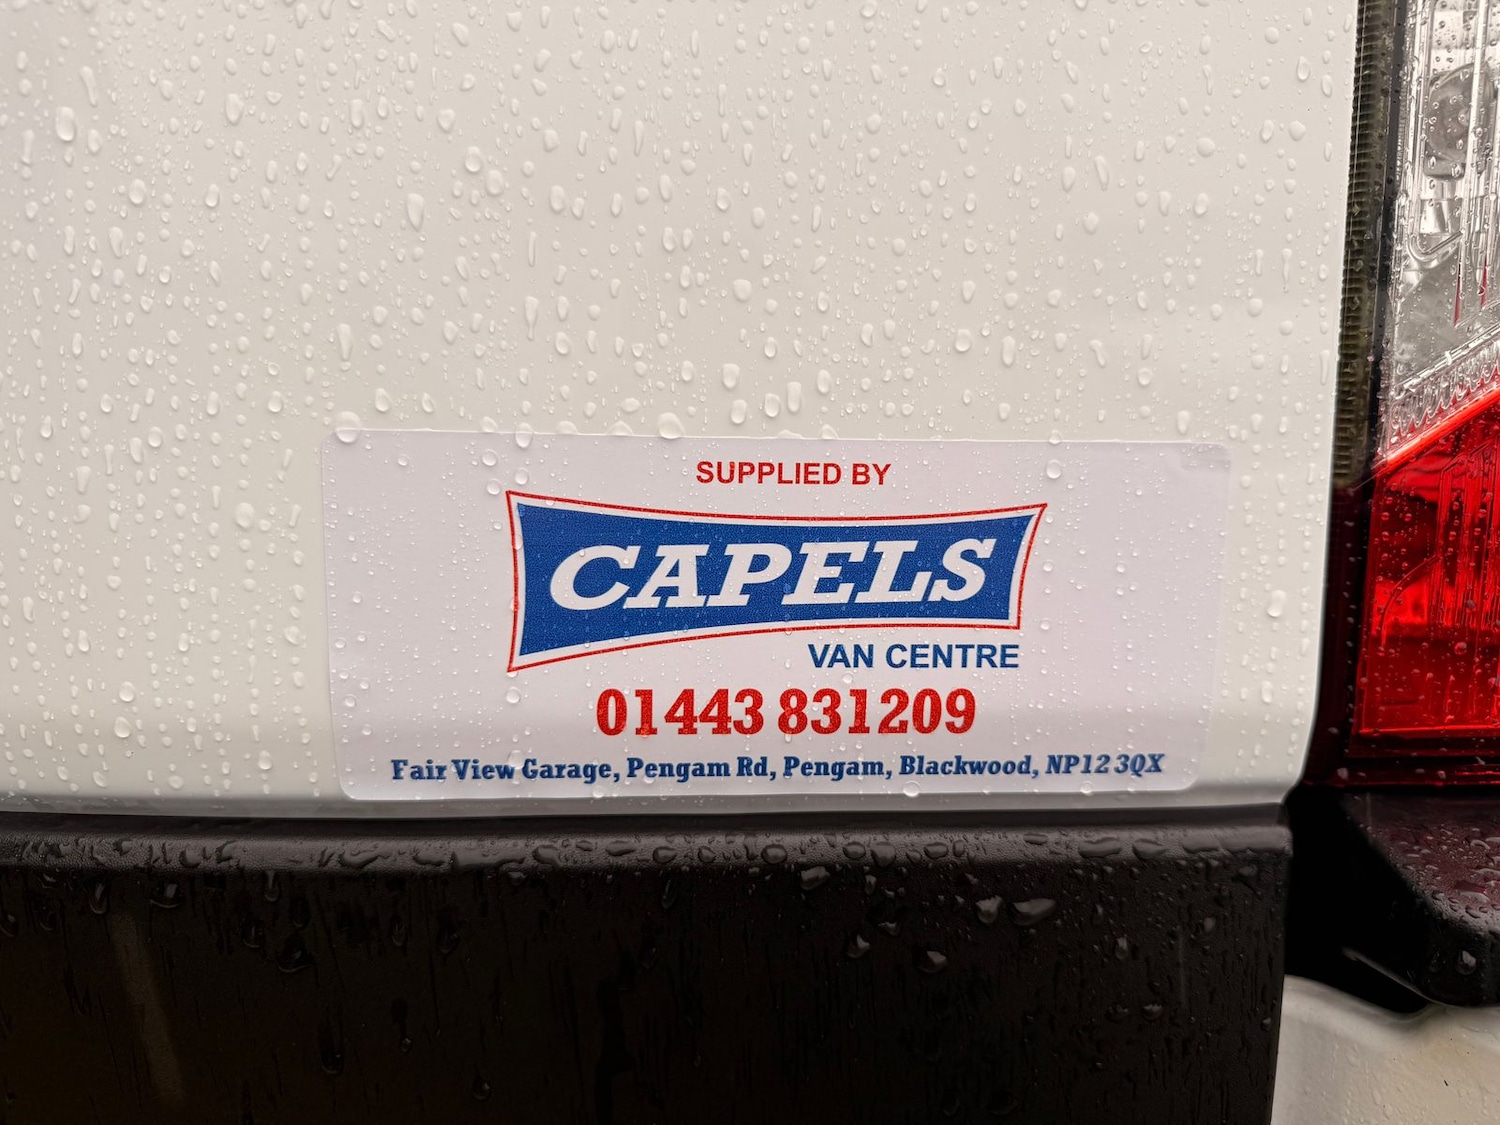 SUPPLIED BY
CAPELS
VAN CENTRE
01443 831209
Fair View Garage, Pengam Rd, Pengam, Blackwood, NP12 3QX